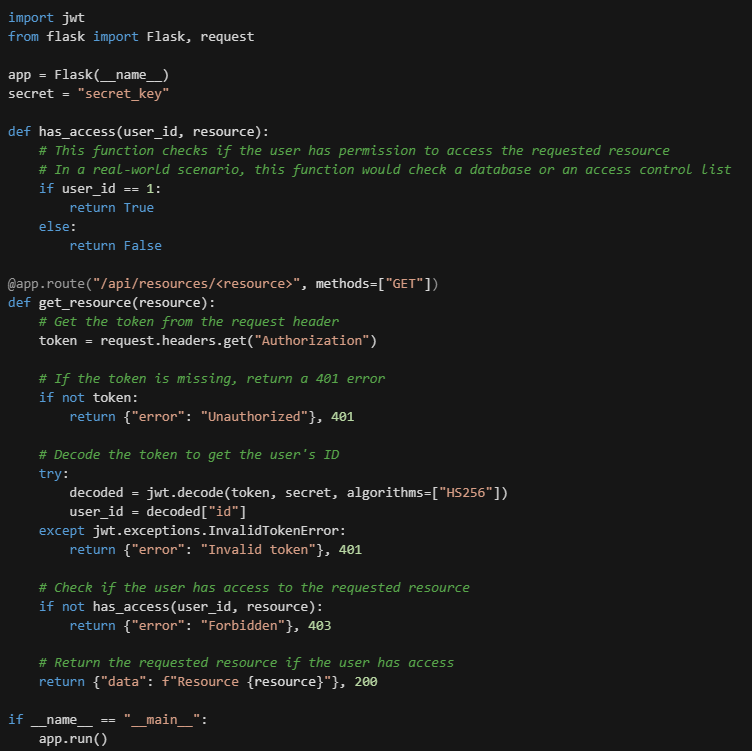 import jwt
from flask import Flask, request

app = Flask(__name__)
secret = "secret_key"

def has_access(user_id, resource):
    # This function checks if the user has permission to access the requested resource
    # In a real-world scenario, this function would check a database or an access control list
    if user_id == 1:
        return True
    else:
        return False

@app.route("/api/resources/<resource>", methods=["GET"])
def get_resource(resource):
    # Get the token from the request header
    token = request.headers.get("Authorization")

    # If the token is missing, return a 401 error
    if not token:
        return {"error": "Unauthorized"}, 401

    # Decode the token to get the user's ID
    try:
        decoded = jwt.decode(token, secret, algorithms=["HS256"])
        user_id = decoded["id"]
    except jwt.exceptions.InvalidTokenError:
        return {"error": "Invalid token"}, 401

    # Check if the user has access to the requested resource
    if not has_access(user_id, resource):
        return {"error": "Forbidden"}, 403

    # Return the requested resource if the user has access
    return {"data": f"Resource {resource}"}, 200

if __name__ == "__main__":
    app.run()